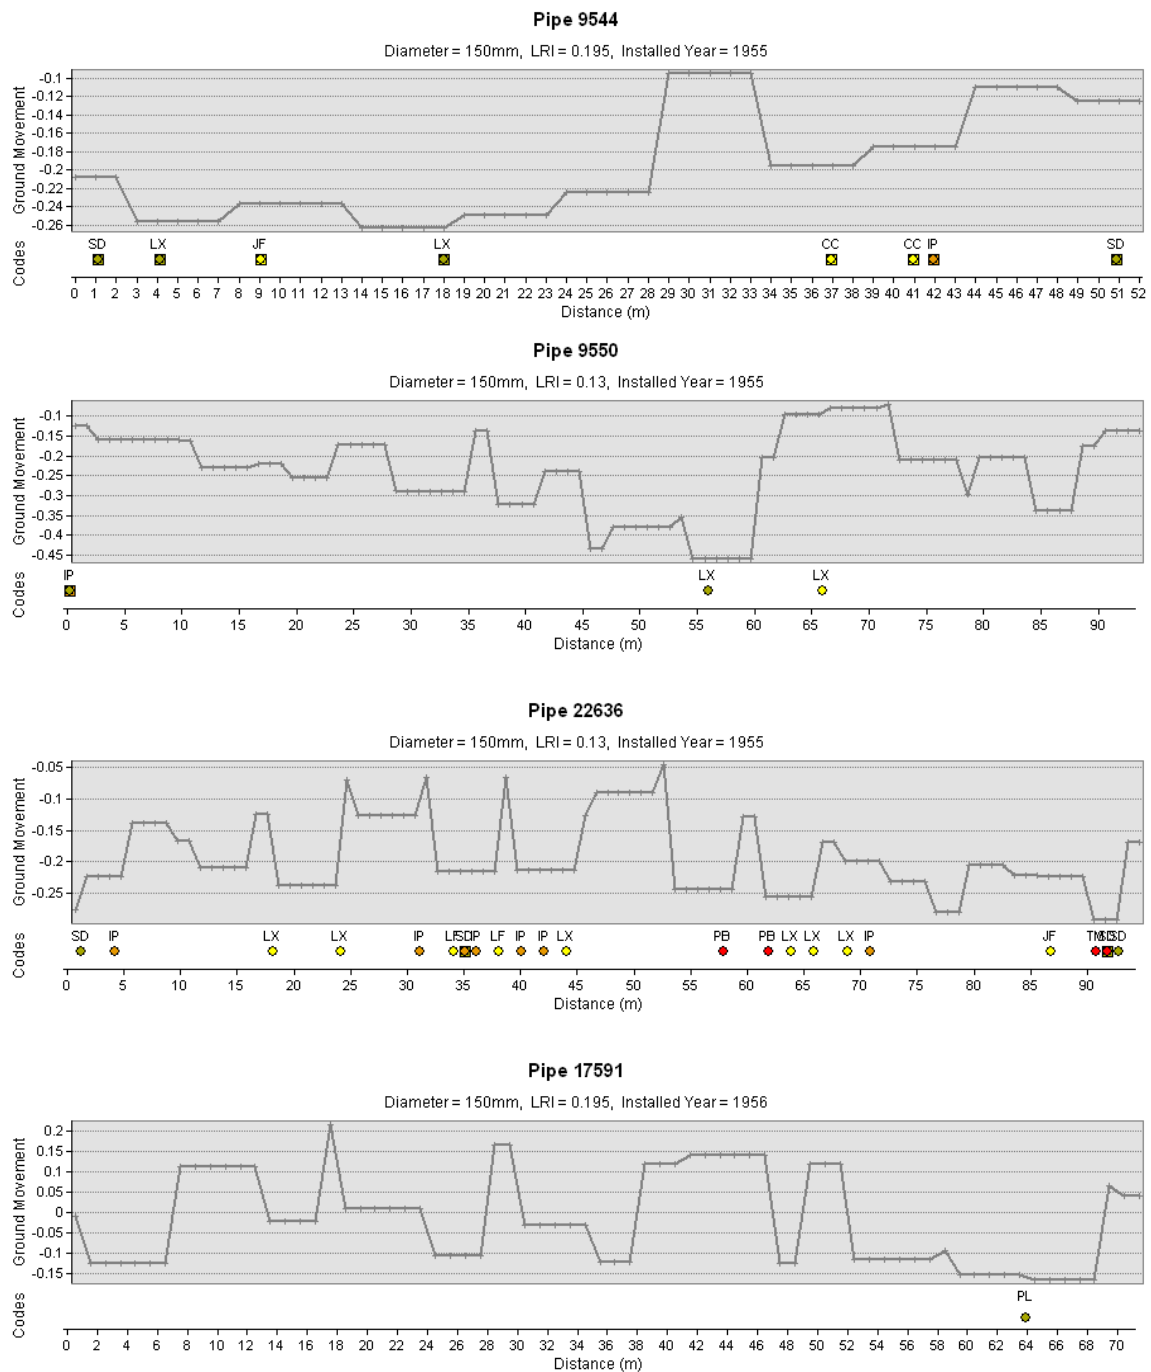 Pipe 9544
Diameter = 150mm, LRI = 0.195, Installed Year = 1955
Ground Movement
-0.1
-0.12
-0.14
-0.16
-0.18
-0.2
-0.22
-0.24
-0.26
Codes
SD LX JF LX CC CC IP SD
0 1 2 3 4 5 6 7 8 9 10 11 12 13 14 15 16 17 18 19 20 21 22 23 24 25 26 27 28 29 30 31 32 33 34 35 36 37 38 39 40 41 42 43 44 45 46 47 48 49 50 51 52
Distance (m)
Pipe 9550
Diameter = 150mm, LRI = 0.13, Installed Year = 1955
Ground Movement
-0.1
-0.15
-0.2
-0.25
-0.3
-0.35
-0.4
-0.45
Codes
IP LX LX
0 5 10 15 20 25 30 35 40 45 50 55 60 65 70 75 80 85 90
Distance (m)
Pipe 22636
Diameter = 150mm, LRI = 0.13, Installed Year = 1955
Ground Movement
-0.05
-0.1
-0.15
-0.2
-0.25
Codes
SD IP LX LX IP LF SD IP LF IP IP LX PB PB LX LX LX IP JF TM SD
0 5 10 15 20 25 30 35 40 45 50 55 60 65 70 75 80 85 90
Distance (m)
Pipe 17591
Diameter = 150mm, LRI = 0.195, Installed Year = 1956
Ground Movement
0.2
0.15
0.1
0.05
0
-0.05
-0.1
-0.15
Codes
PL
0 2 4 6 8 10 12 14 16 18 20 22 24 26 28 30 32 34 36 38 40 42 44 46 48 50 52 54 56 58 60 62 64 66 68 70
Distance (m)